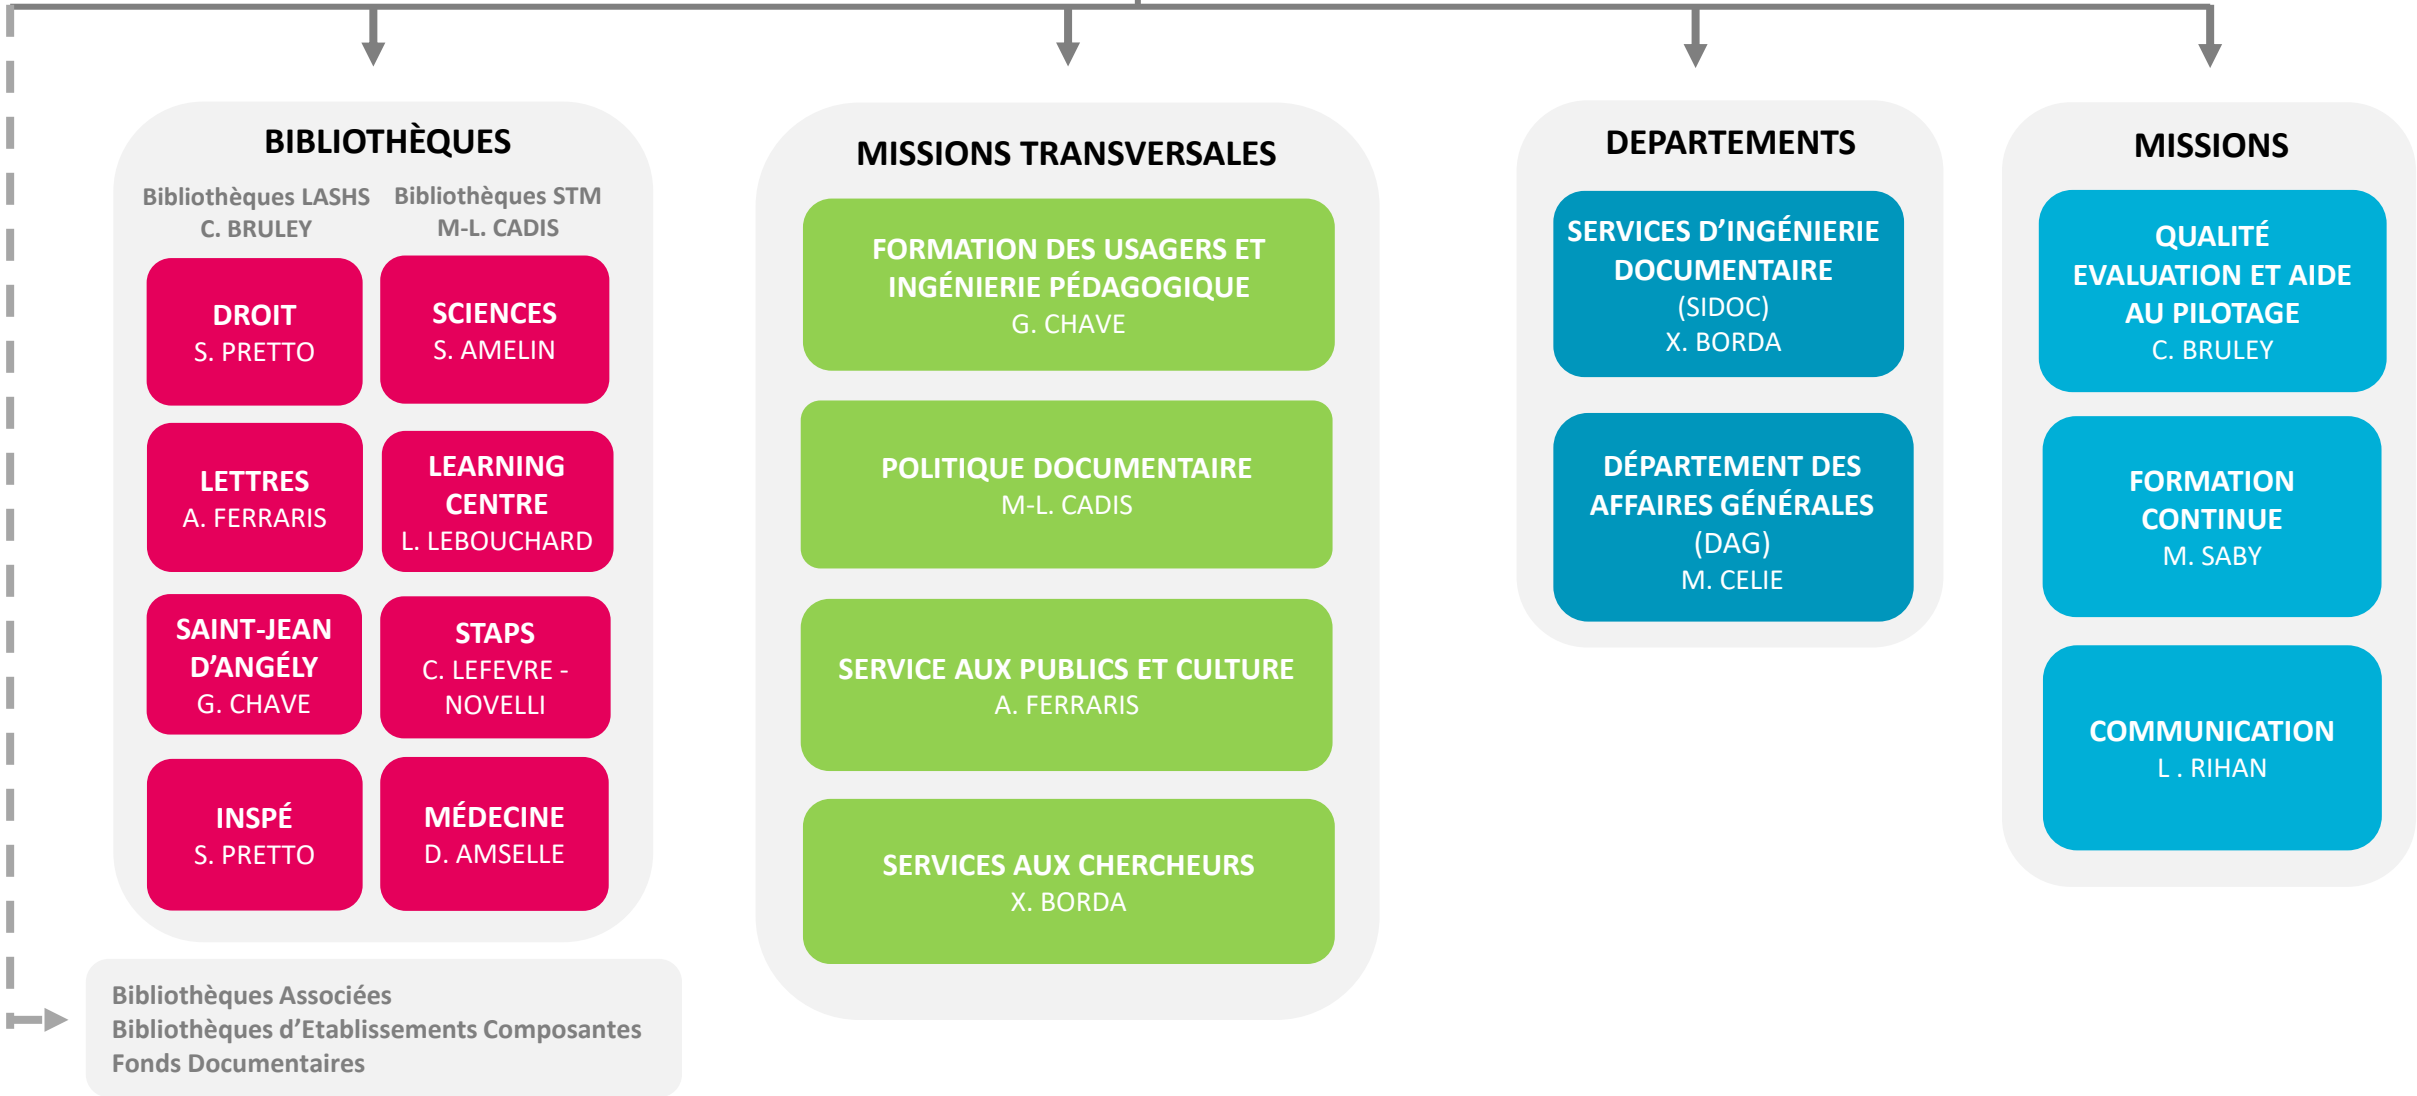 BIBLIOTHÈQUES
Bibliothèques LASHS
C. BRULEY
DROIT
S. PRETTO
LETTRES
A. FERRARIS
SAINT-JEAN
D’ANGÉLY
G. CHAVE
INSPÉ
S. PRETTO
Bibliothèques STM
M-L. CADIS
SCIENCES
S. AMELIN
LEARNING
CENTRE
L. LEBOUCHARD
STAPS
C. LEFEVRE -
NOVELLI
MÉDECINE
D. AMSELLE
Bibliothèques Associées
Bibliothèques d’Etablissements Composantes
Fonds Documentaires
MISSIONS TRANSVERSALES
FORMATION DES USAGERS ET
INGÉNIERIE PÉDAGOGIQUE
G. CHAVE
POLITIQUE DOCUMENTAIRE
M-L. CADIS
SERVICE AUX PUBLICS ET CULTURE
A. FERRARIS
SERVICES AUX CHERCHEURS
X. BORDA
DEPARTEMENTS
SERVICES D’INGÉNIERIE
DOCUMENTAIRE
(SIDOC)
X. BORDA
DÉPARTEMENT DES
AFFAIRES GÉNÉRALES
(DAG)
M. CELIE
MISSIONS
QUALITÉ
EVALUATION ET AIDE
AU PILOTAGE
C. BRULEY
FORMATION
CONTINUE
M. SABY
COMMUNICATION
L . RIHAN